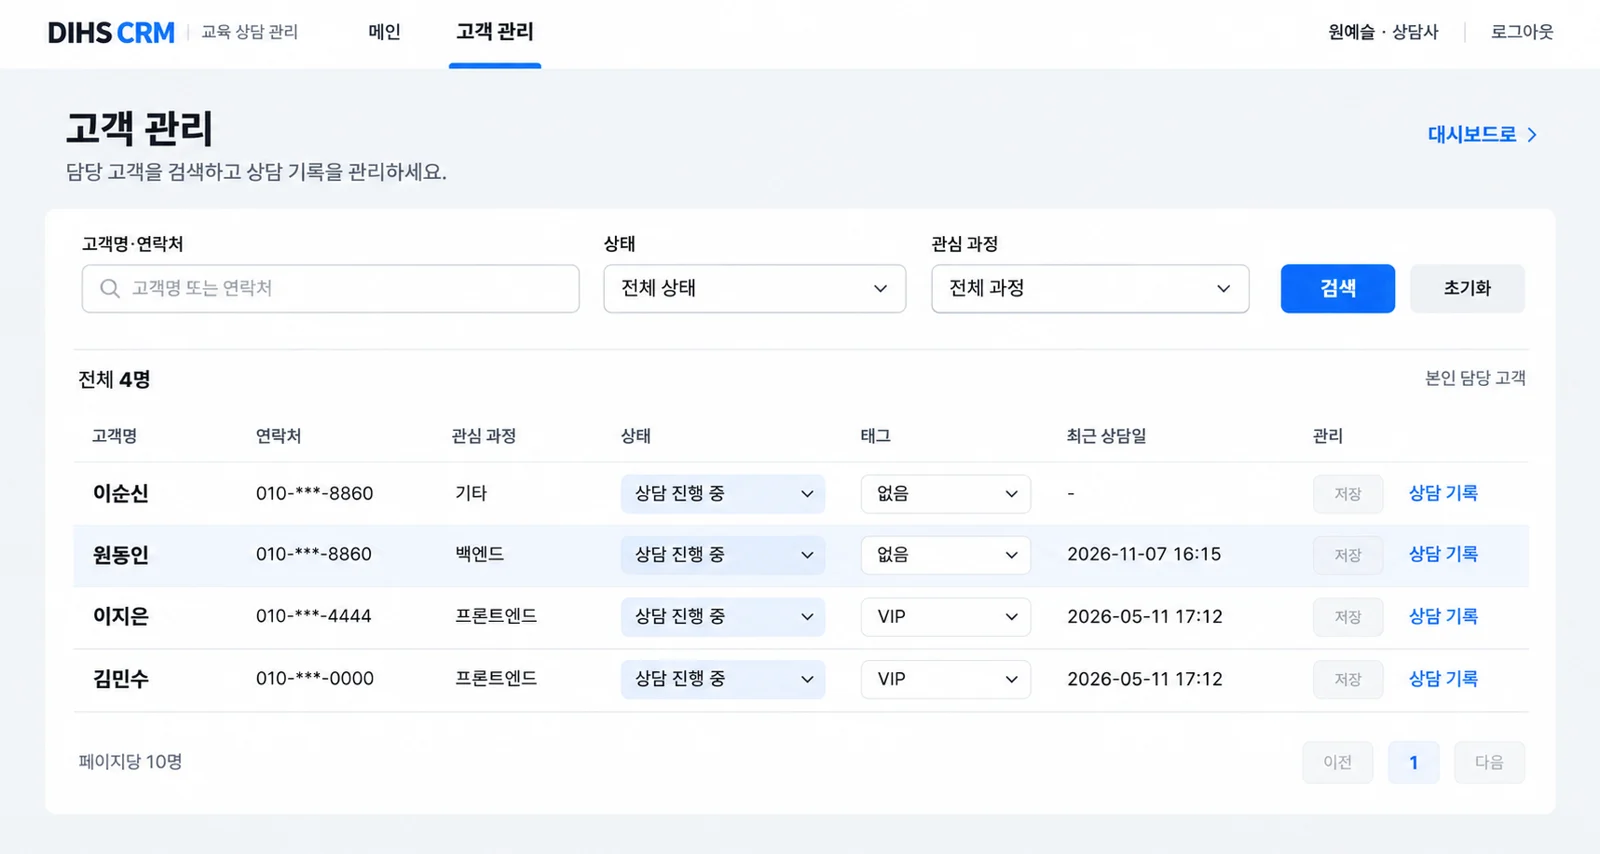 DIHS CRM | 교육 상담 관리 메인 고객 관리 원예슬 · 상담사 | 로그아웃
고객 관리
대시보드로 >
담당 고객을 검색하고 상담 기록을 관리하세요.
고객명·연락처 상태 관심 과정
고객명 또는 연락처 전체 상태 전체 과정 검색 초기화
전체 4명 본인 담당 고객
고객명 연락처 관심 과정 상태 태그 최근 상담일 관리
이순신 010-***-8860 기타 상담 진행 중 없음 - 저장 상담 기록
원동인 010-***-8860 백엔드 상담 진행 중 없음 2026-11-07 16:15 저장 상담 기록
이지은 010-***-4444 프론트엔드 상담 진행 중 VIP 2026-05-11 17:12 저장 상담 기록
김민수 010-***-0000 프론트엔드 상담 진행 중 VIP 2026-05-11 17:12 저장 상담 기록
페이지당 10명 이전 1 다음